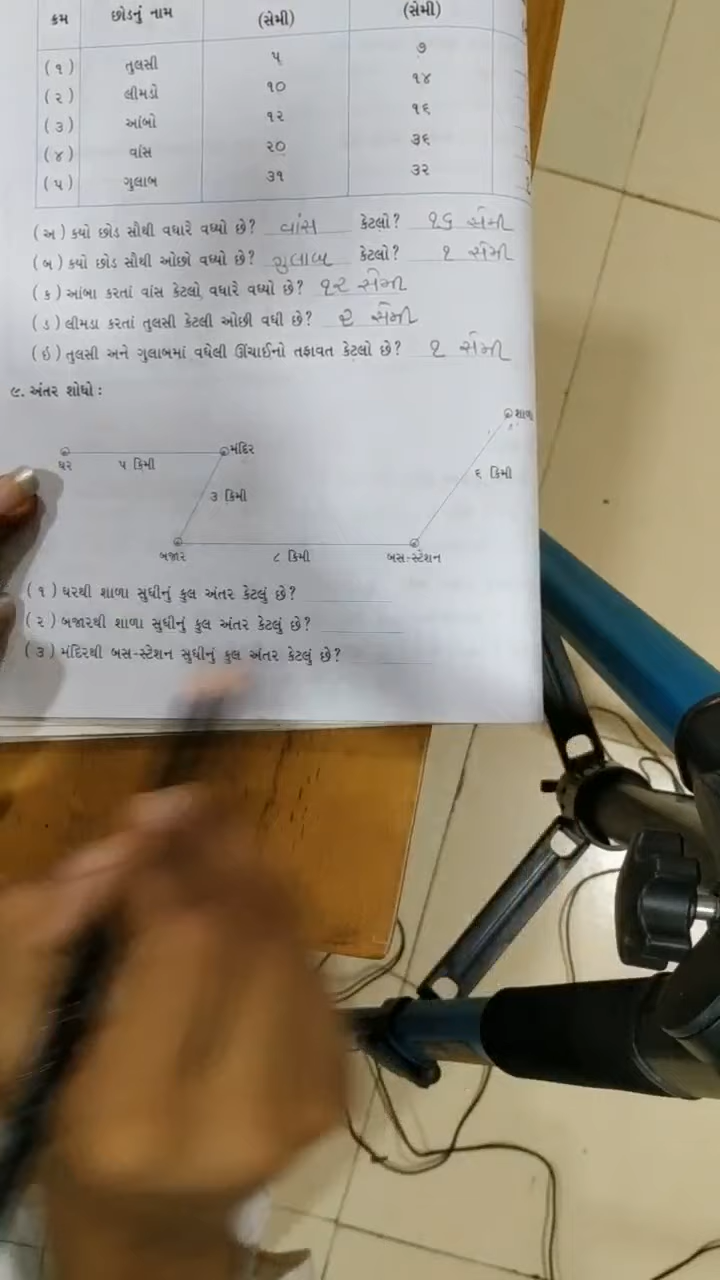 ક્રમ છોડનું નામ (સેમી) (સેમી)
(૧) તુલસી ૫ ૭
(૨) લીમડો ૧૦ ૧૪
(૩) આંબો ૧૨ ૧૬
(૪) વાંસ ૨૦ ૩૬
(૫) ગુલાબ ૩૧ ૩૨
(અ) કયો છોડ સૌથી વધારે વધ્યો છે? વાંસ કેટલો? ૧૬ સેમી
(બ) કયો છોડ સૌથી ઓછો વધ્યો છે? ગુલાબ કેટલો? ૧ સેમી
(ક) આંબા કરતાં વાંસ કેટલો વધારે વધ્યો છે? ૧૨ સેમી
(ડ) લીમડા કરતાં તુલસી કેટલી ઓછી વધી છે? ૨ સેમી
(ઇ) તુલસી અને ગુલાબમાં વધેલી ઊંચાઈનો તફાવત કેટલો છે? ૧ સેમી
૯. અંતર શોધો :
શાળા
મંદિર
ઘર ૫ કિમી
૬ કિમી
૩ કિમી
બજાર ૮ કિમી બસ-સ્ટેશન
(૧) ઘરથી શાળા સુધીનું કુલ અંતર કેટલું છે?
(૨) બજારથી શાળા સુધીનું કુલ અંતર કેટલું છે?
(૩) મંદિરથી બસ-સ્ટેશન સુધીનું કુલ અંતર કેટલું છે?